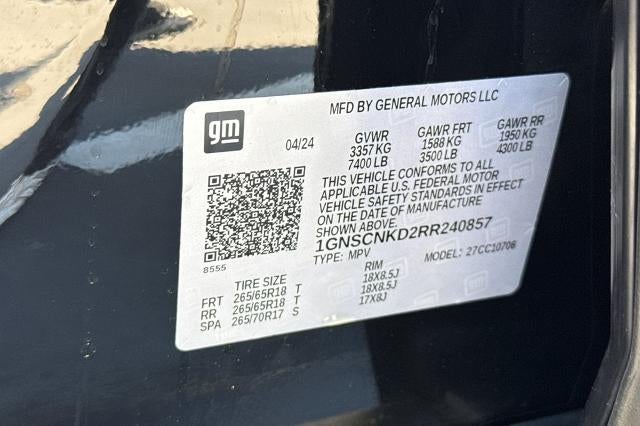 MFD BY GENERAL MOTORS LLC
gm
04/24
GVWR GAWR FRT GAWR RR
3357 KG 1588 KG 1950 KG
7400 LB 3500 LB 4300 LB
THIS VEHICLE CONFORMS TO ALL
APPLICABLE U.S. FEDERAL MOTOR
VEHICLE SAFETY STANDARDS IN EFFECT
ON THE DATE OF MANUFACTURE
SHOWN ABOVE.
1GNSCNKD2RR240857
8555
TYPE: MPV MODEL: 27CC10706
TIRE SIZE RIM
FRT 265/65R18 T 18X8.5J
RR 265/65R18 T 18X8.5J
SPA 265/70R17 S 17X8J